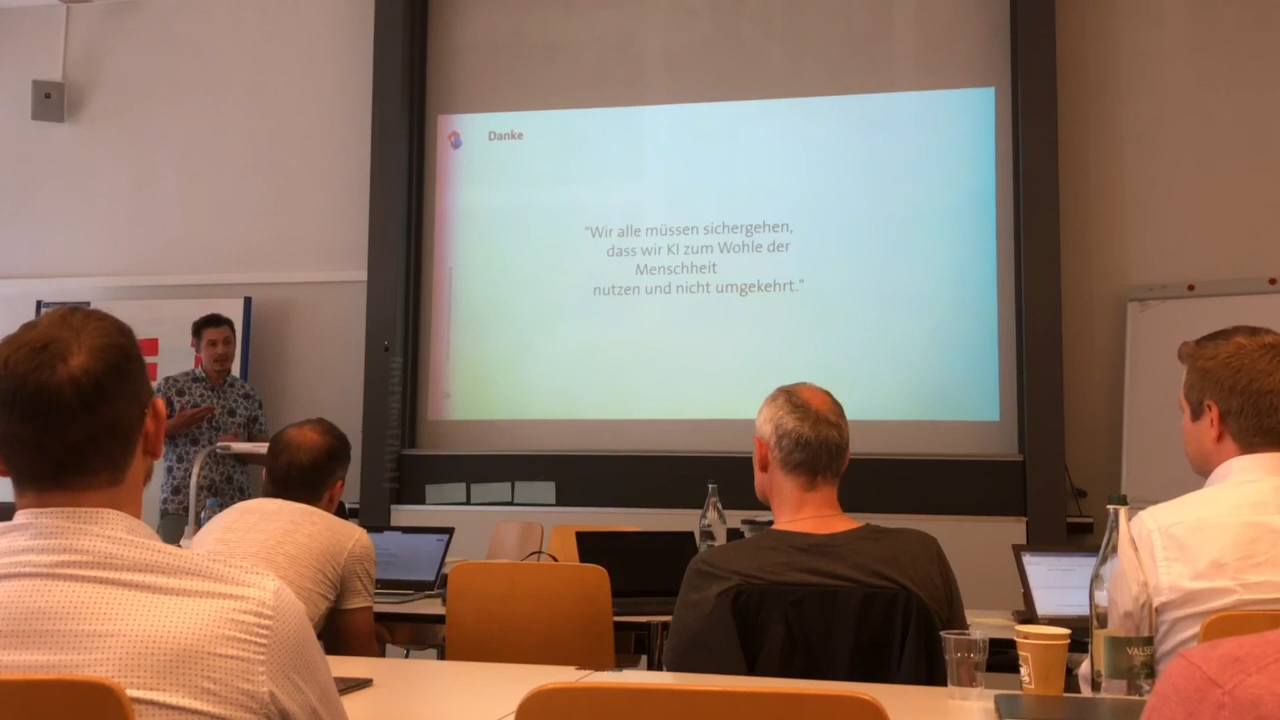 Danke
"Wir alle müssen sichergehen,
dass wir KI zum Wohle der
Menschheit
nutzen und nicht umgekehrt."
VALSER